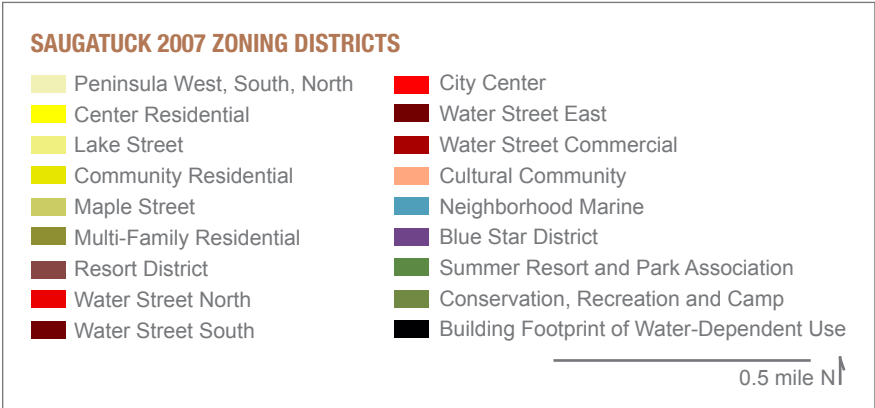 SAUGATUCK 2007 ZONING DISTRICTS
Peninsula West, South, North
Center Residential
Lake Street
Community Residential
Maple Street
Multi-Family Residential
Resort District
Water Street North
Water Street South
City Center
Water Street East
Water Street Commercial
Cultural Community
Neighborhood Marine
Blue Star District
Summer Resort and Park Association
Conservation, Recreation and Camp
Building Footprint of Water-Dependent Use
0.5 mile N